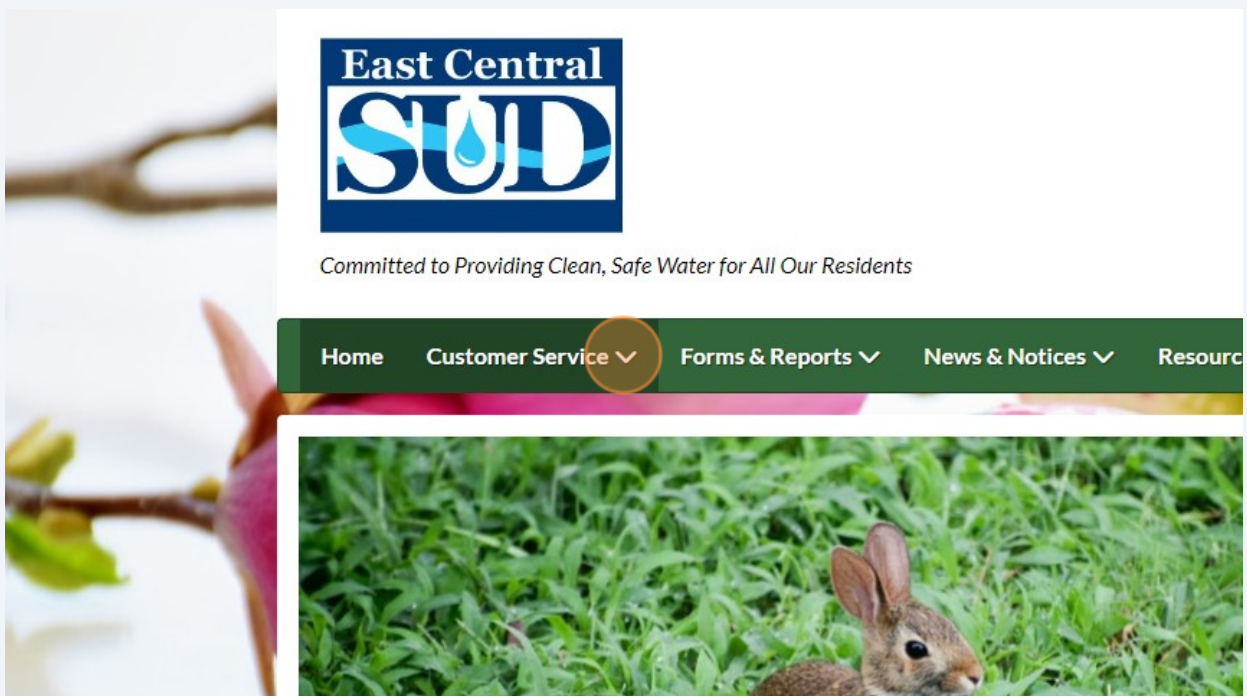 East Central
SUD
Committed to Providing Clean, Safe Water for All Our Residents
Home Customer Service Forms & Reports News & Notices Resourc